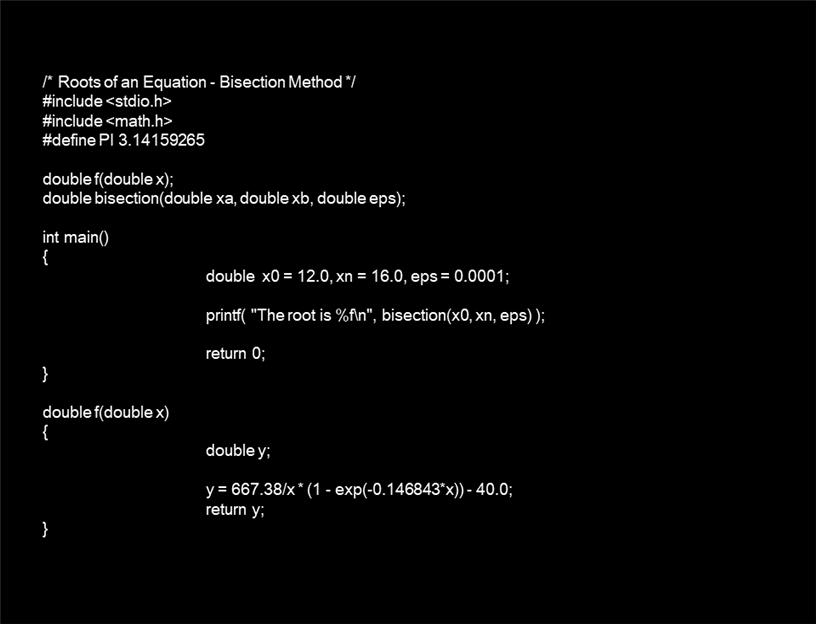 /* Roots of an Equation - Bisection Method */
#include <stdio.h>
#include <math.h>
#define PI 3.14159265
double f(double x);
double bisection(double xa, double xb, double eps);
int main()
{
double x0 = 12.0, xn = 16.0, eps = 0.0001;
printf( "The root is %f\n", bisection(x0, xn, eps) );
return 0;
}
double f(double x)
{
double y;
y = 667.38/x * (1 - exp(-0.146843*x)) - 40.0;
return y;
}